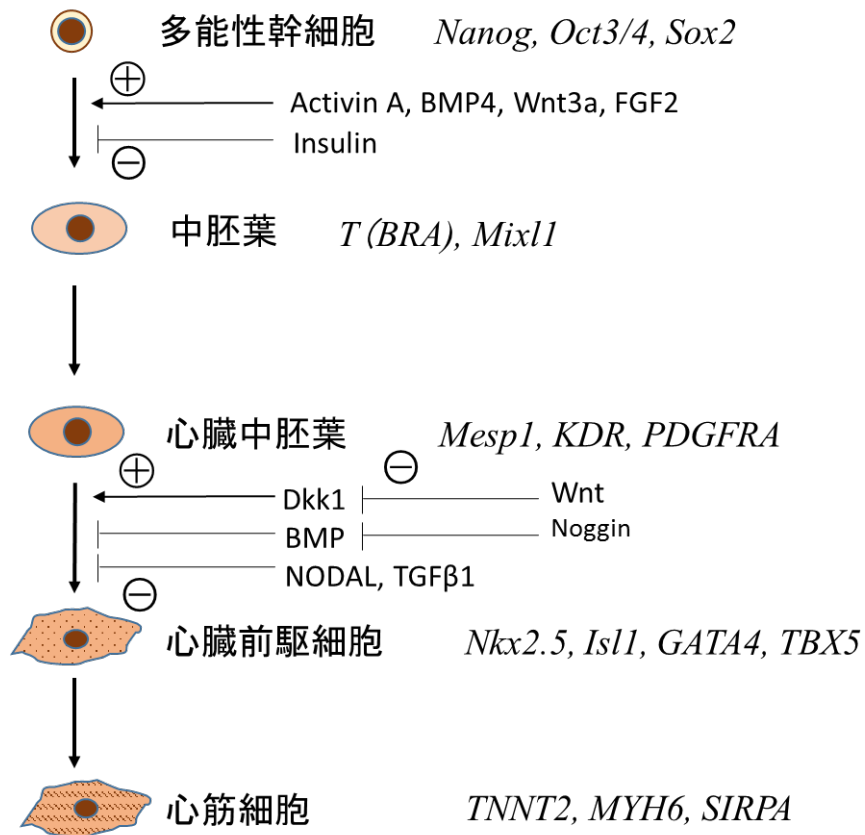 多能性幹細胞 Nanog, Oct3/4, Sox2
Activin A, BMP4, Wnt3a, FGF2
Insulin
中胚葉 T (BRA), Mixl1
心臓中胚葉 Mesp1, KDR, PDGFRA
Dkk1 Wnt
BMP Noggin
NODAL, TGFβ1
心臓前駆細胞 Nkx2.5, Isl1, GATA4, TBX5
心筋細胞 TNNT2, MYH6, SIRPA